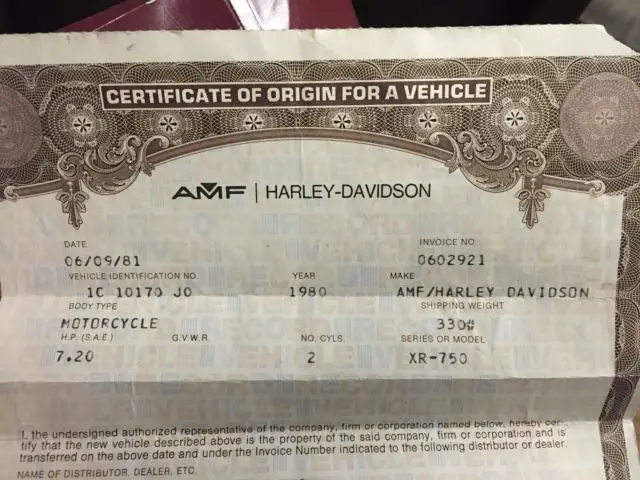 CERTIFICATE OF ORIGIN FOR A VEHICLE
AMF | HARLEY-DAVIDSON
DATE INVOICE NO.
06/09/81 0602921
VEHICLE IDENTIFICATION NO. YEAR MAKE
1C 10170 J0 1980 AMF/HARLEY DAVIDSON
BODY TYPE SHIPPING WEIGHT
MOTORCYCLE 330#
H.P. (S.A.E.) G.V.W.R. NO. CYLS. SERIES OR MODEL
7.20 2 XR-750
I, the undersigned authorized representative of the company, firm or corporation named below, hereby cer-
tify that the new vehicle described above is the property of the said company, firm or corporation and is
transferred on the above date and under the Invoice Number indicated to the following distributor or dealer.
NAME OF DISTRIBUTOR, DEALER, ETC.